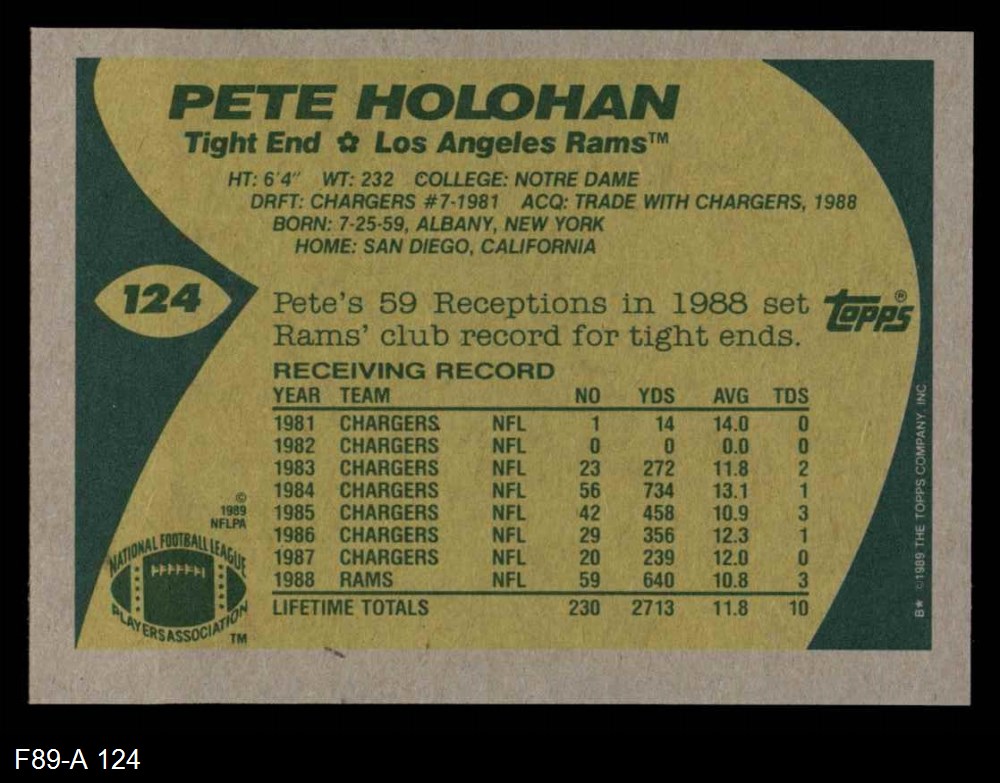 PETE HOLOHAN
Tight End ✿ Los Angeles Rams™
HT: 6'4" WT: 232 COLLEGE: NOTRE DAME
DRFT: CHARGERS #7-1981 ACQ: TRADE WITH CHARGERS, 1988
BORN: 7-25-59, ALBANY, NEW YORK
HOME: SAN DIEGO, CALIFORNIA
124
Pete's 59 Receptions in 1988 set
Rams' club record for tight ends.
Topps®
RECEIVING RECORD
YEAR TEAM NO YDS AVG TDS
1981 CHARGERS NFL 1 14 14.0 0
1982 CHARGERS NFL 0 0 0.0 0
1983 CHARGERS NFL 23 272 11.8 2
1984 CHARGERS NFL 56 734 13.1 1
1985 CHARGERS NFL 42 458 10.9 3
1986 CHARGERS NFL 29 356 12.3 1
1987 CHARGERS NFL 20 239 12.0 0
1988 RAMS NFL 59 640 10.8 3
LIFETIME TOTALS 230 2713 11.8 10
©
1989
NFLPA
NATIONAL FOOTBALL LEAGUE
PLAYERS ASSOCIATION
TM
B* ©1989 THE TOPPS COMPANY, INC.
F89-A 124